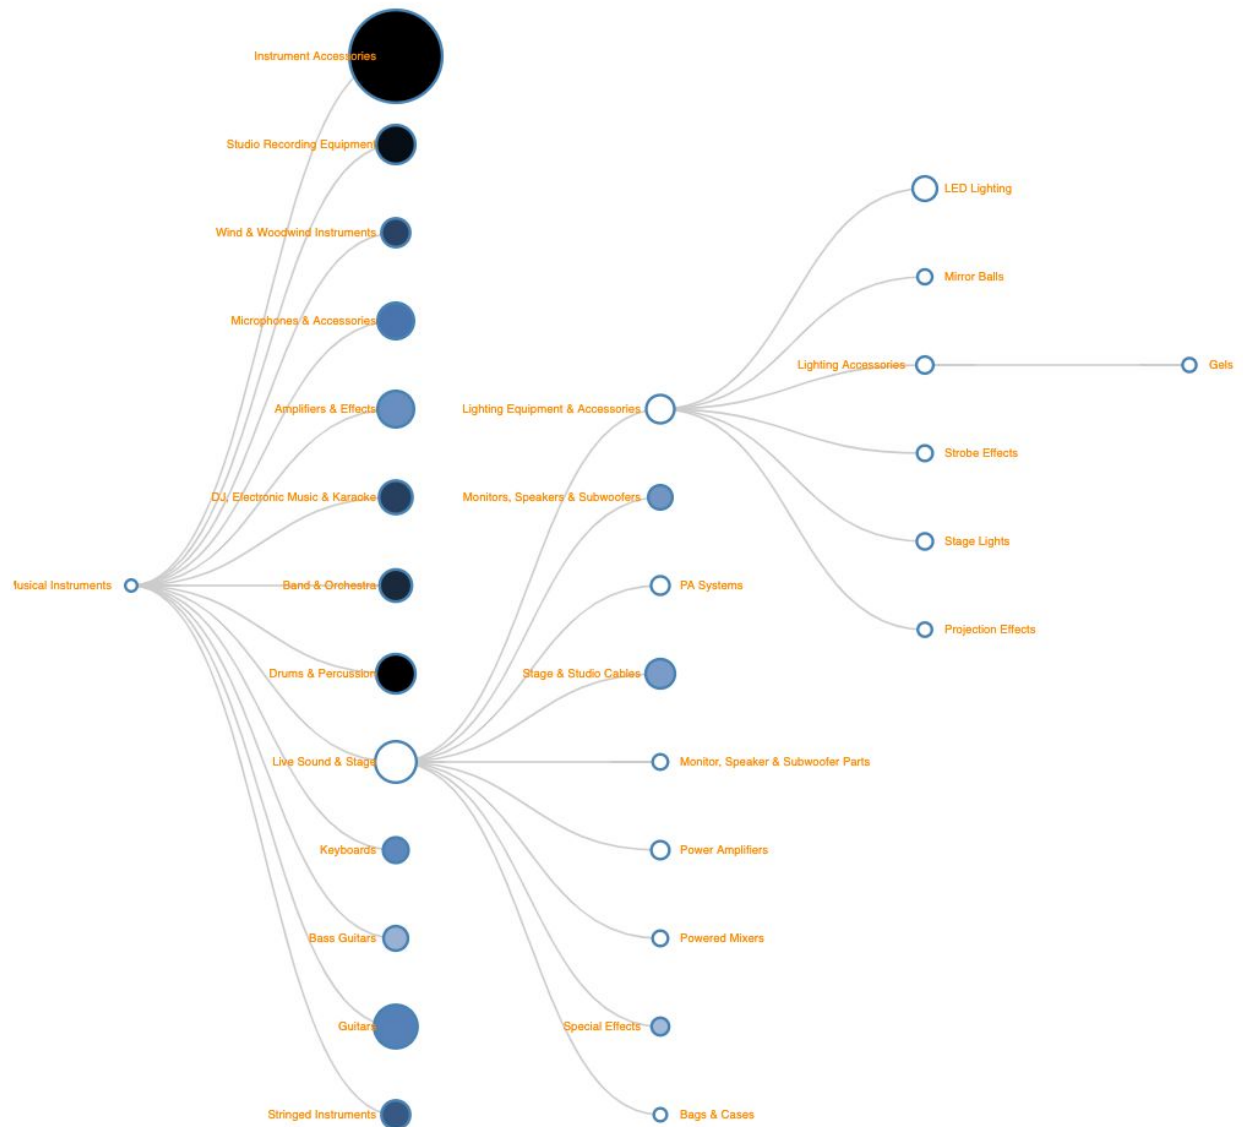 Instrument Accessories
Studio Recording Equipment
Wind & Woodwind Instruments
Microphones & Accessories
Amplifiers & Effects
DJ, Electronic Music & Karaoke
Musical Instruments
Band & Orchestra
Drums & Percussion
Live Sound & Stage
Keyboards
Bass Guitars
Guitars
Stringed Instruments
Lighting Equipment & Accessories
Monitors, Speakers & Subwoofers
PA Systems
Stage & Studio Cables
Monitor, Speaker & Subwoofer Parts
Power Amplifiers
Powered Mixers
Special Effects
Bags & Cases
LED Lighting
Mirror Balls
Lighting Accessories
Strobe Effects
Stage Lights
Projection Effects
Gels